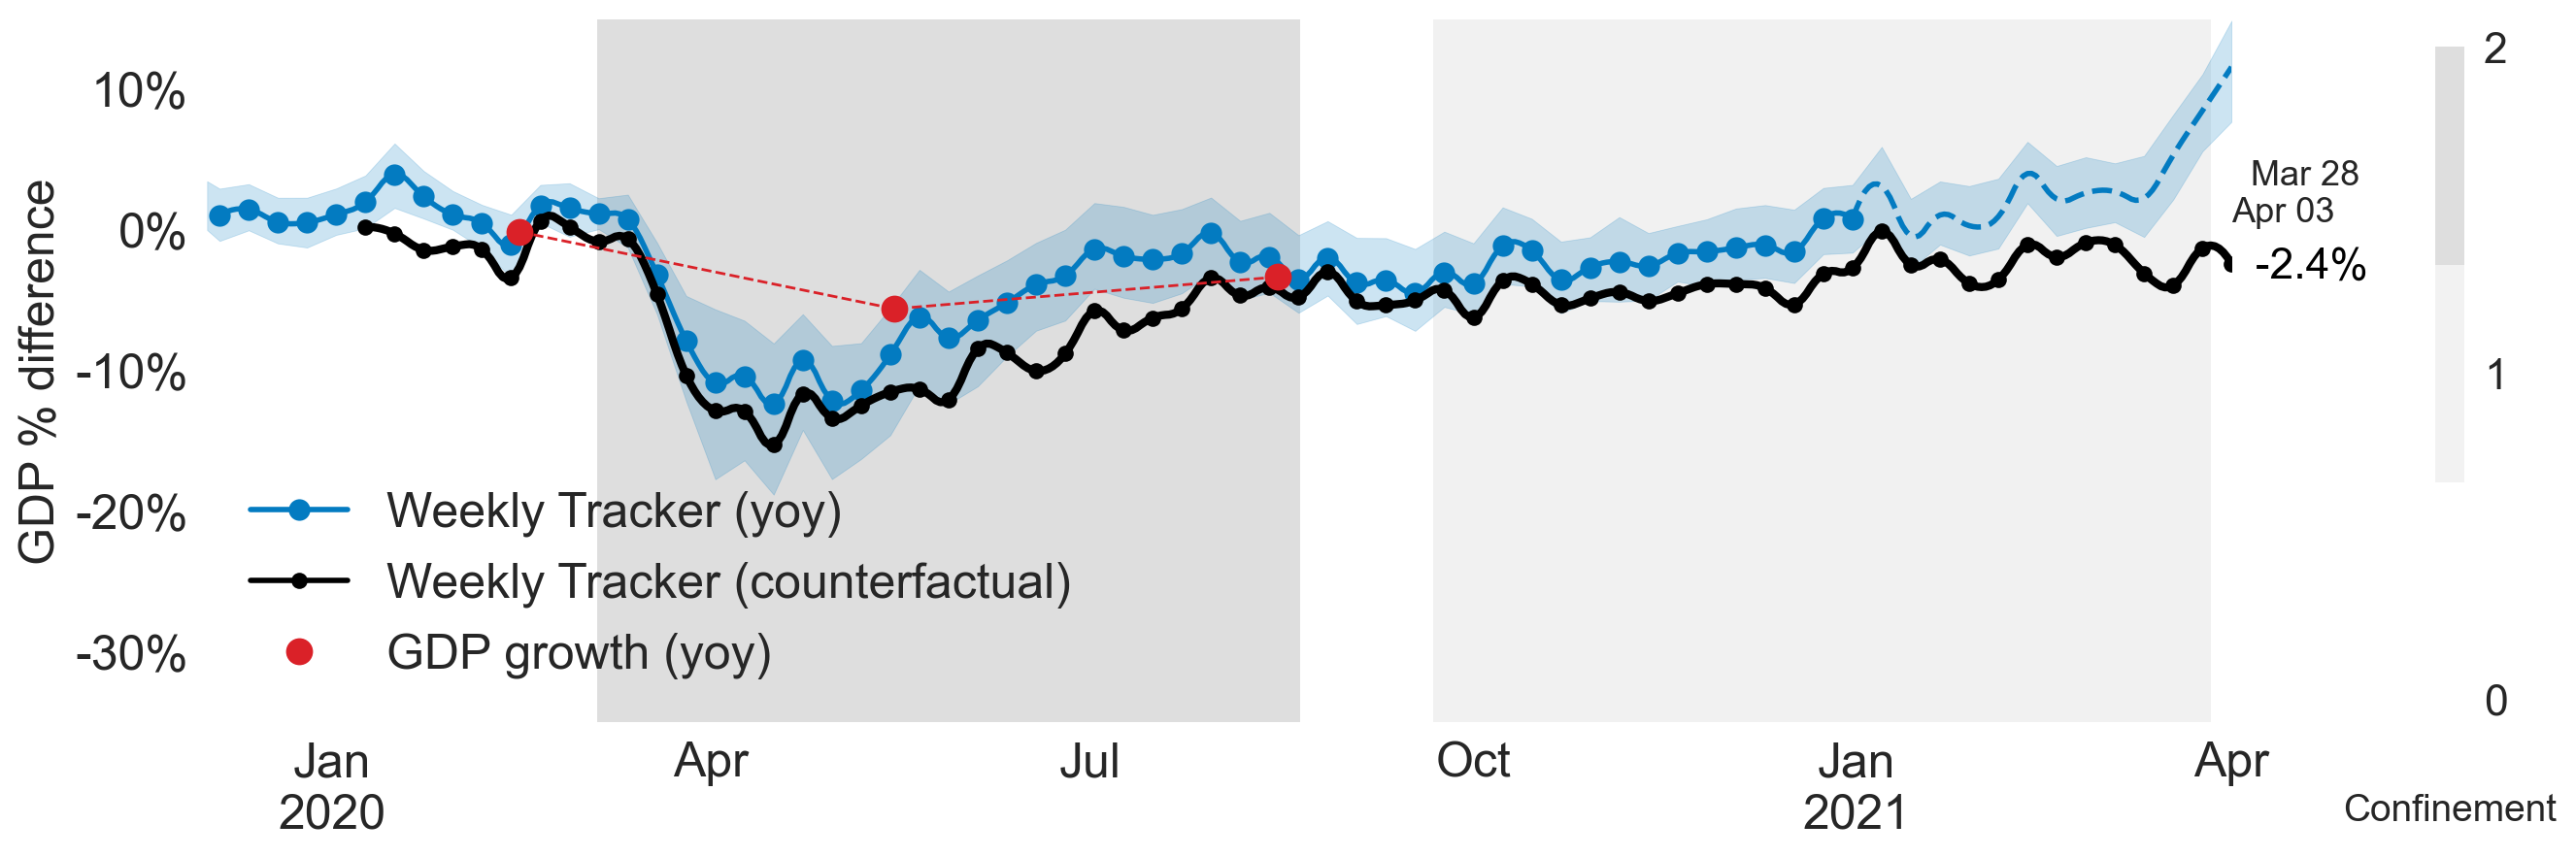 GDP % difference
10%
0%
-10%
-20%
-30%
Weekly Tracker (yoy)
Weekly Tracker (counterfactual)
GDP growth (yoy)
Mar 28
Apr 03
-2.4%
Jan
2020
Apr
Jul
Oct
Jan
2021
Apr
2
1
0
Confinement